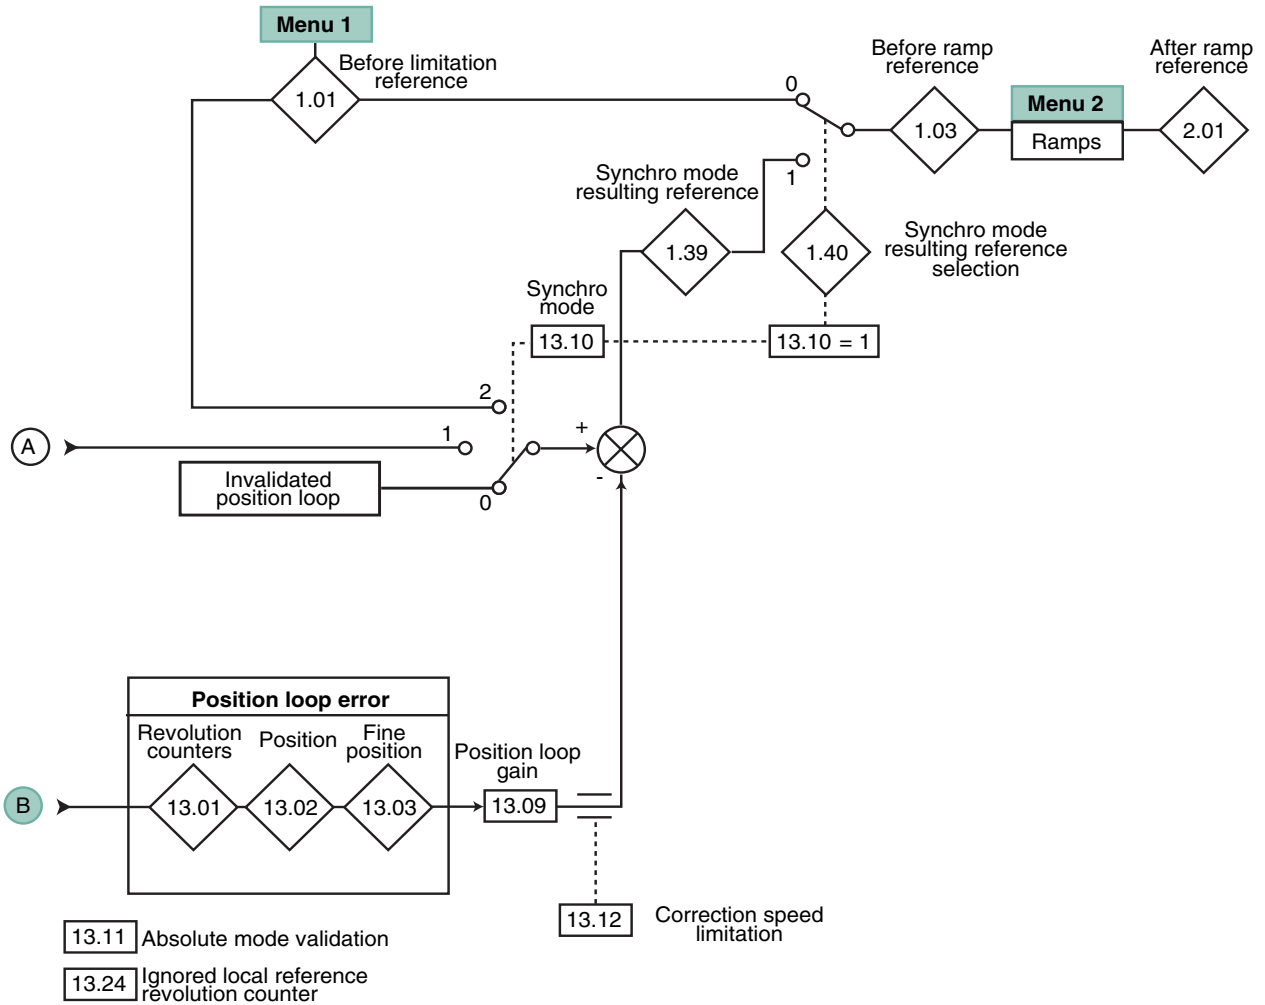 Menu 1
Before limitation
reference
1.01
0
1
Before ramp
reference
1.03
Menu 2
Ramps
After ramp
reference
2.01
Synchro mode
resulting reference
1.39
1.40
Synchro mode
resulting reference
selection
Synchro
mode
13.10
13.10 = 1
2
1
0
A
Invalidated
position loop
+
-
Position loop error
Revolution
counters
Position
Fine
position
B
13.01
13.02
13.03
Position loop
gain
13.09
13.12
Correction speed
limitation
13.11
Absolute mode validation
13.24
Ignored local reference
revolution counter